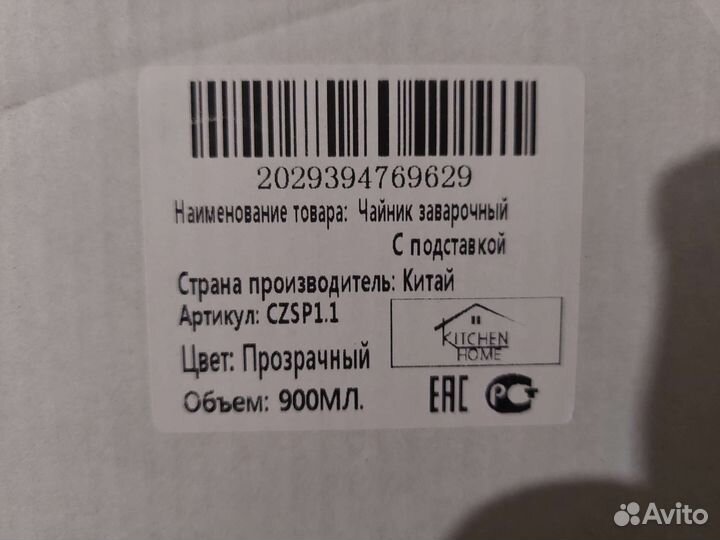 2029394769629
Наименование товара: Чайник заварочный
С подставкой
Страна производитель: Китай
Артикул: CZSP1.1
KITCHEN
HOME
Цвет: Прозрачный
Объем: 900МЛ.
EAC PCT
Avito